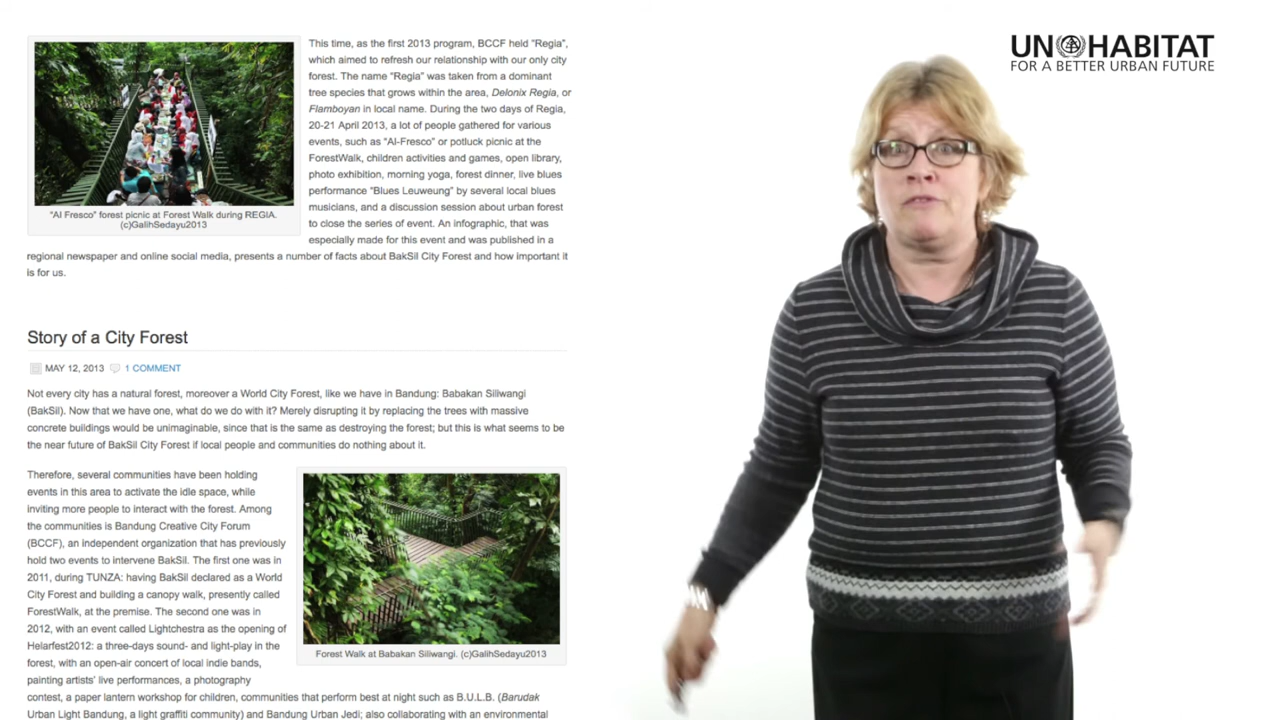 This time, as the first 2013 program, BCCF held "Regia",
which aimed to refresh our relationship with our only city
forest. The name "Regia" was taken from a dominant
tree species that grows within the area, Delonix Regia, or
Flamboyan in local name. During the two days of Regia,
20-21 April 2013, a lot of people gathered for various
events, such as "Al-Fresco" or potluck picnic at the
ForestWalk, children activities and games, open library,
photo exhibition, morning yoga, forest dinner, live blues
performance "Blues Leuweung" by several local blues
musicians, and a discussion session about urban forest
to close the series of event. An infographic, that was
especially made for this event and was published in a
regional newspaper and online social media, presents a number of facts about BakSil City Forest and how important it
is for us.
"Al Fresco" forest picnic at Forest Walk during REGIA.
(c)GalihSedayu2013
Story of a City Forest
MAY 12, 2013 1 COMMENT
Not every city has a natural forest, moreover a World City Forest, like we have in Bandung: Babakan Siliwangi
(BakSil). Now that we have one, what do we do with it? Merely disrupting it by replacing the trees with massive
concrete buildings would be unimaginable, since that is the same as destroying the forest; but this is what seems to be
the near future of BakSil City Forest if local people and communities do nothing about it.
Therefore, several communities have been holding
events in this area to activate the idle space, while
inviting more people to interact with the forest. Among
the communities is Bandung Creative City Forum
(BCCF), an independent organization that has previously
hold two events to intervene BakSil. The first one was in
2011, during TUNZA: having BakSil declared as a World
City Forest and building a canopy walk, presently called
ForestWalk, at the premise. The second one was in
2012, with an event called Lightchestra as the opening of
Helarfest2012: a three-days sound- and light-play in the
forest, with an open-air concert of local indie bands,
painting artists' live performances, a photography
contest, a paper lantern workshop for children, communities that perform best at night such as B.U.L.B. (Barudak
Urban Light Bandung, a light graffiti community) and Bandung Urban Jedi; also collaborating with an environmental
Forest Walk at Babakan Siliwangi. (c)GalihSedayu2013
UN HABITAT
FOR A BETTER URBAN FUTURE